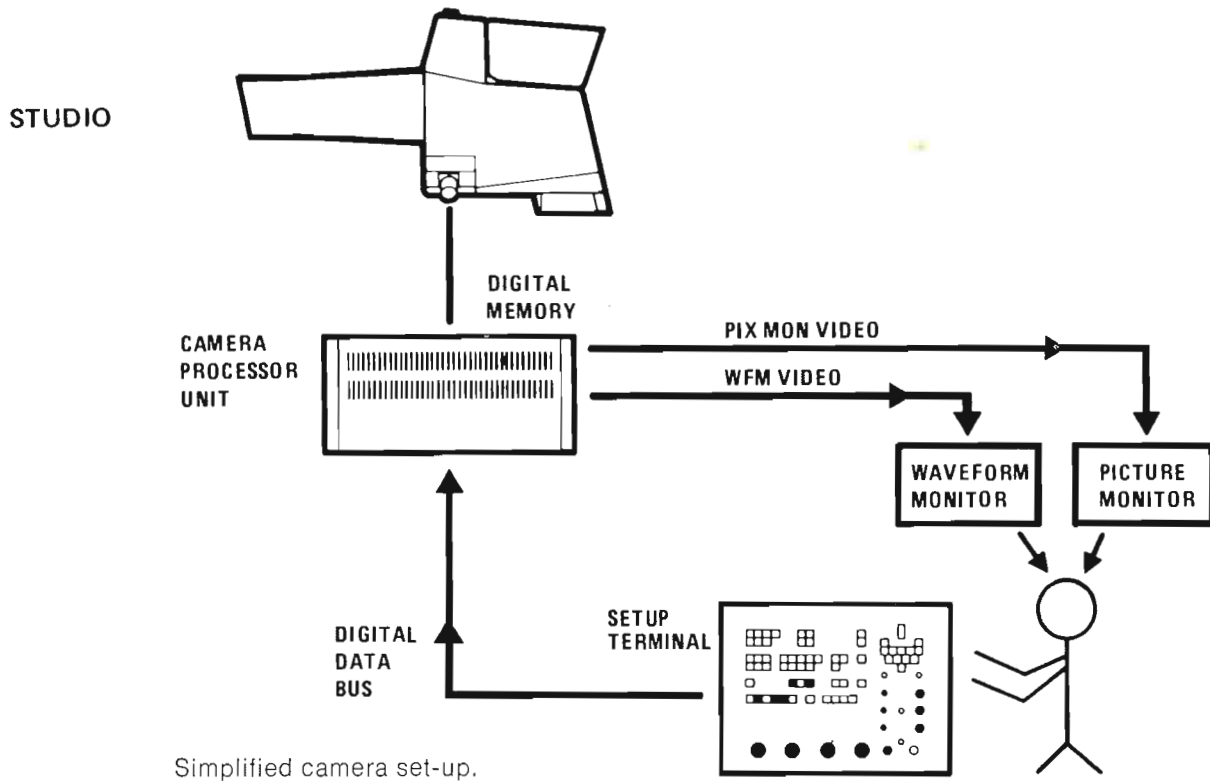 STUDIO
DIGITAL
MEMORY
CAMERA
PROCESSOR
UNIT
PIX MON VIDEO
WFM VIDEO
WAVEFORM
MONITOR
PICTURE
MONITOR
SETUP
TERMINAL
DIGITAL
DATA
BUS
Simplified camera set-up.